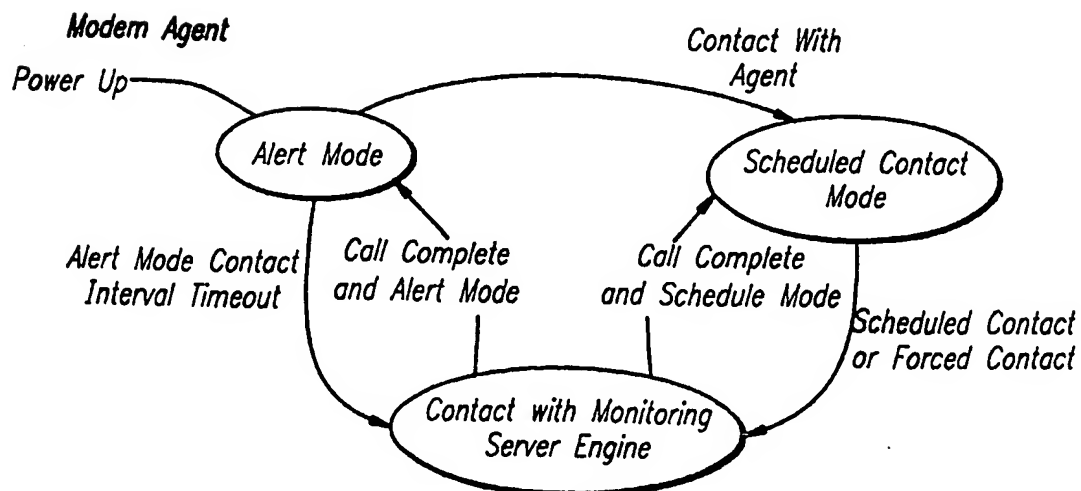 Modem Agent
Power Up
Contact With
Agent
Alert Mode
Scheduled Contact
Mode
Alert Mode Contact
Interval Timeout
Call Complete
and Alert Mode
Call Complete
and Schedule Mode
Scheduled Contact
or Forced Contact
Contact with Monitoring
Server Engine